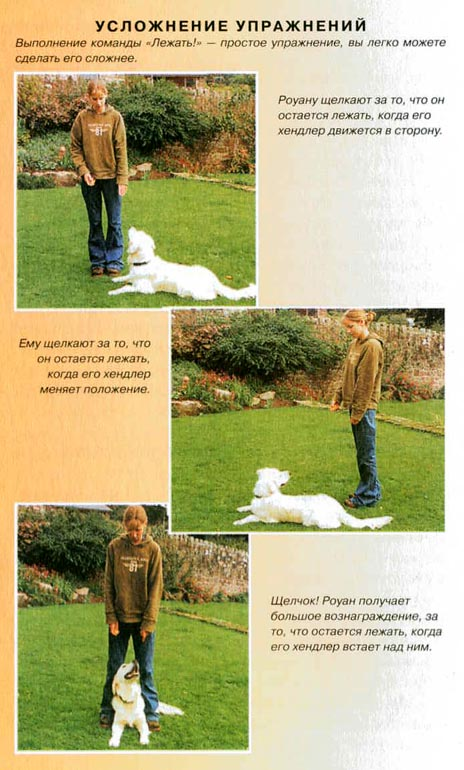 УСЛОЖНЕНИЕ УПРАЖНЕНИЙ
Выполнение команды «Лежать!» — простое упражнение, вы легко можете
сделать его сложнее.
Роуану щелкают за то, что он
остается лежать, когда его
хендлер движется в сторону.
Ему щелкают за то, что
он остается лежать,
когда его хендлер
меняет положение.
Щелчок! Роуан получает
большое вознаграждение, за
то, что остается лежать, когда
его хендлер встает над ним.